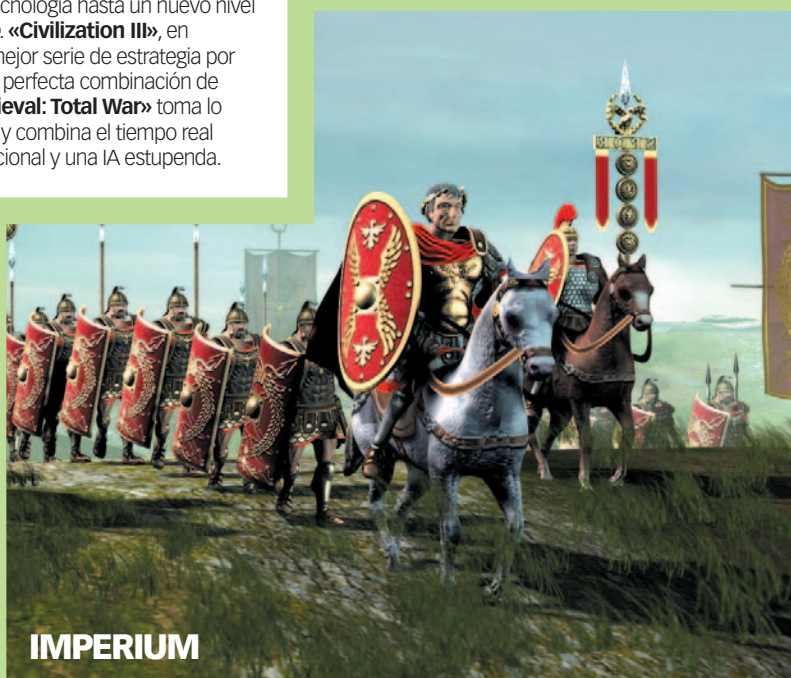 cnología hasta un nuevo nivel
. «Civilization III», en
nejor serie de estrategia por
perfecta combinación de
ieval: Total War» toma lo
y combina el tiempo real
cional y una IA estupenda.
IMPERIUM